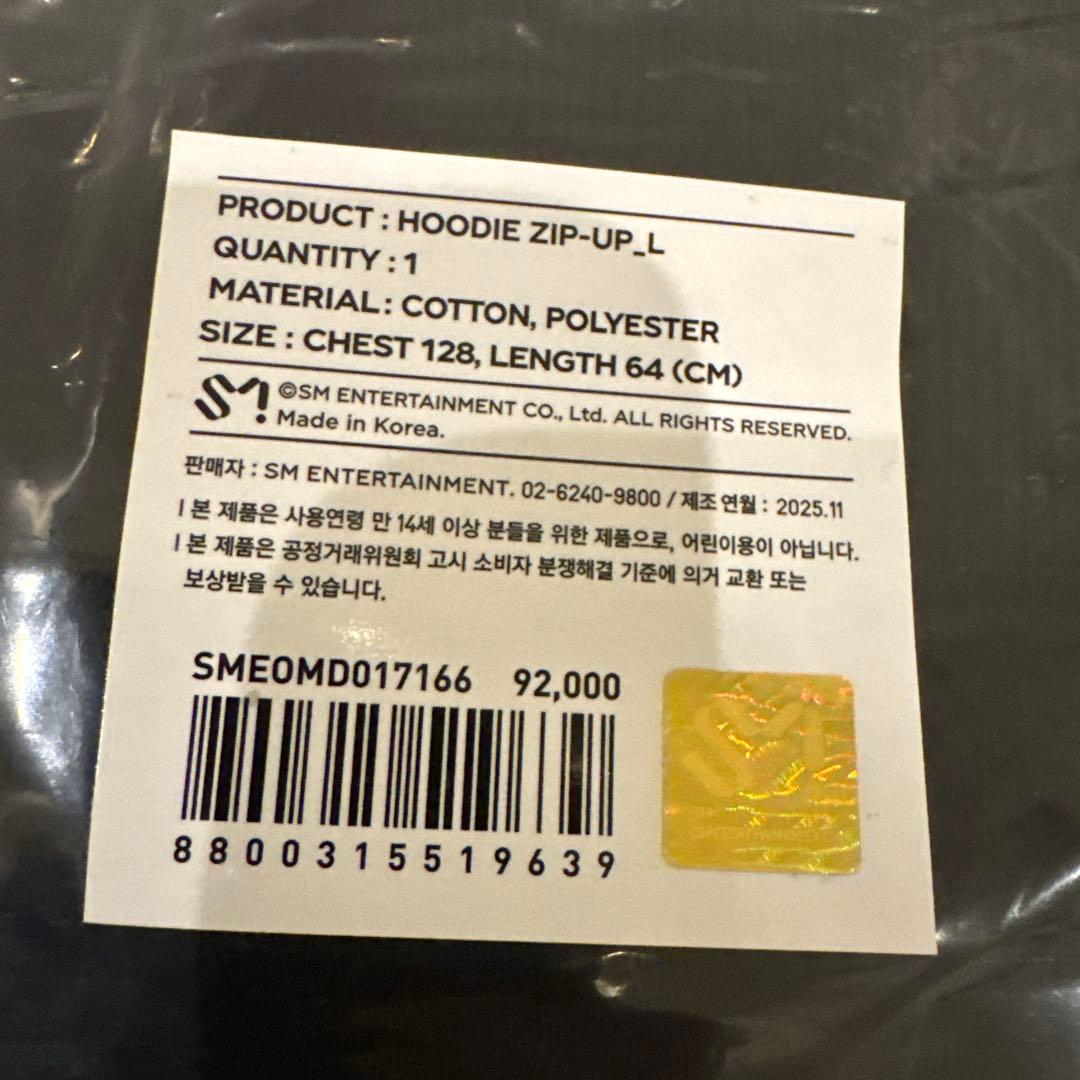 PRODUCT : HOODIE ZIP-UP_L
QUANTITY : 1
MATERIAL : COTTON, POLYESTER
SIZE : CHEST 128, LENGTH 64 (CM)
SM ©SM ENTERTAINMENT CO., Ltd. ALL RIGHTS RESERVED.
Made in Korea.
판매자 : SM ENTERTAINMENT. 02-6240-9800 / 제조연월 : 2025.11
| 본 제품은 사용연령 만 14세 이상 분들을 위한 제품으로, 어린이용이 아닙니다.
| 본 제품은 공정거래위원회 고시 소비자 분쟁해결 기준에 의거 교환 또는
보상받을 수 있습니다.
SMEOMD017166 92,000
8800315519639
SM